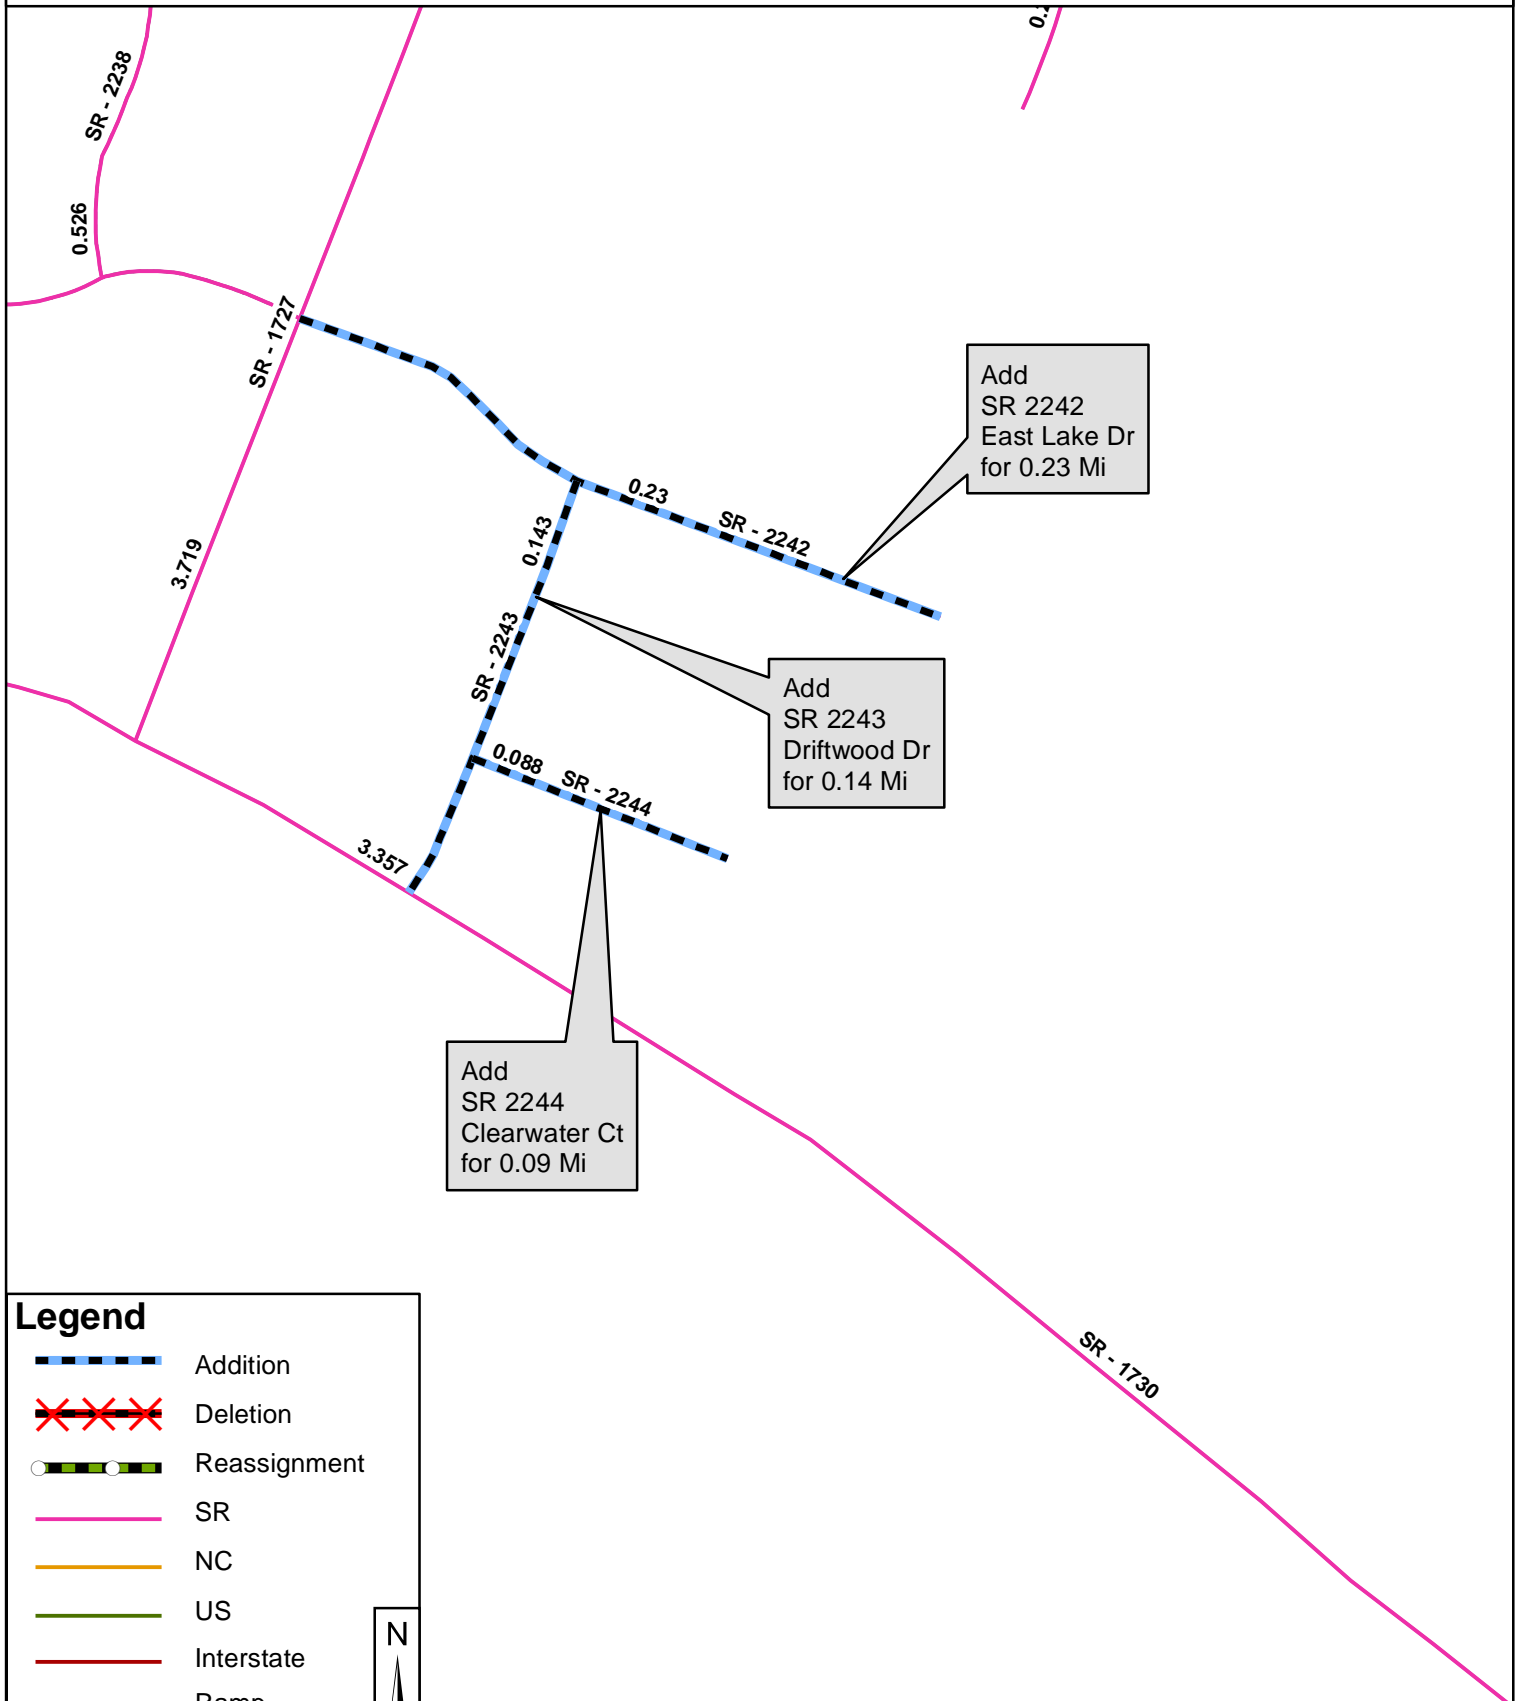 SR - 2238
0.526
SR - 1727
3.719
Add
SR 2242
East Lake Dr
for 0.23 Mi
0.23
SR - 2242
0.143
SR - 2243
Add
SR 2243
Driftwood Dr
for 0.14 Mi
0.088
SR - 2244
3.357
Add
SR 2244
Clearwater Ct
for 0.09 Mi
SR - 1730
Legend
Addition
Deletion
Reassignment
SR
NC
US
Interstate
Ramp
N